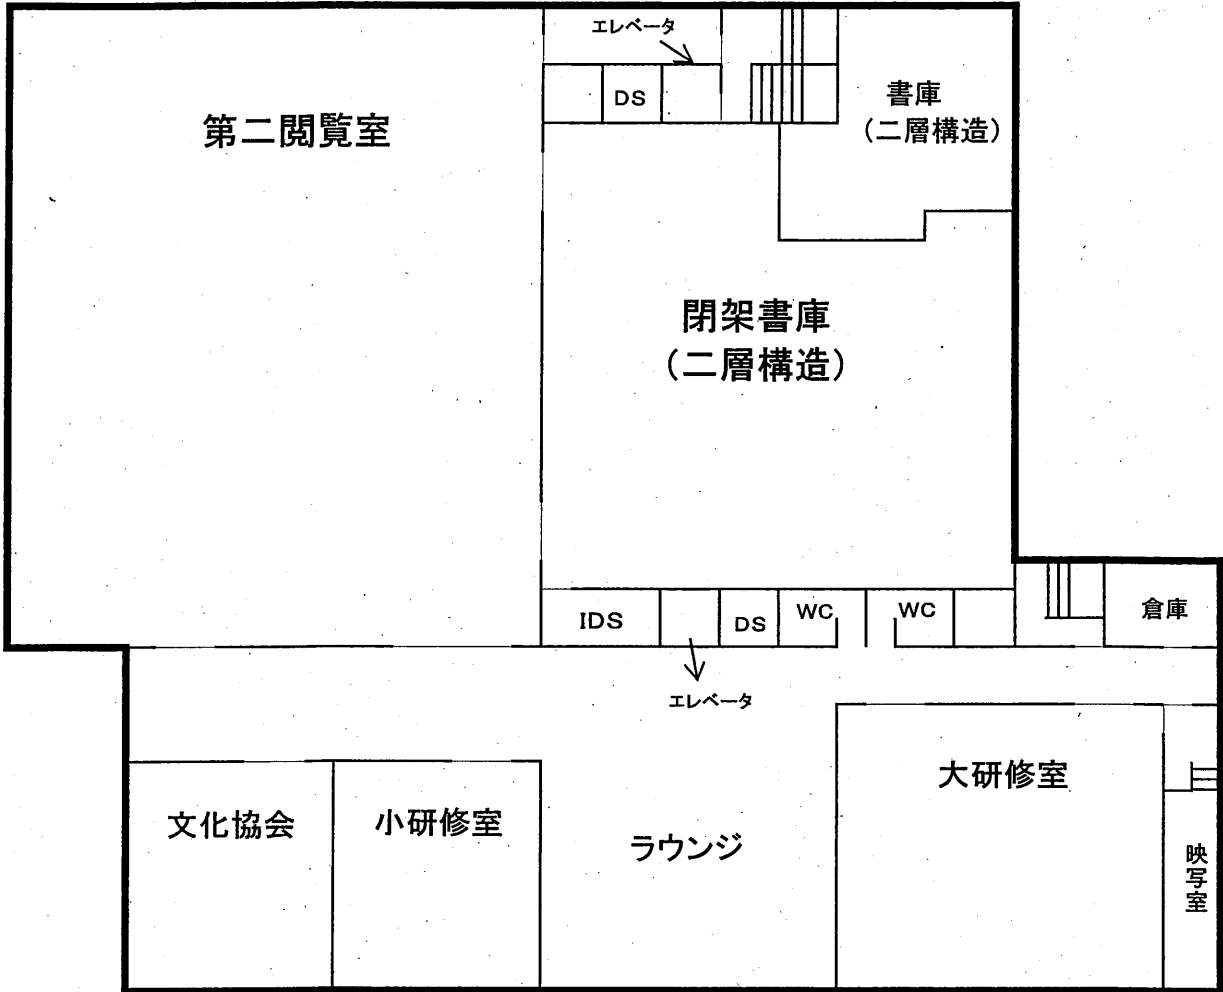 エレベータ
DS
書庫
（二層構造）
第二閲覧室
閉架書庫
（二層構造）
IDS
DS
WC
WC
倉庫
エレベータ
大研修室
文化協会
小研修室
ラウンジ
映写室